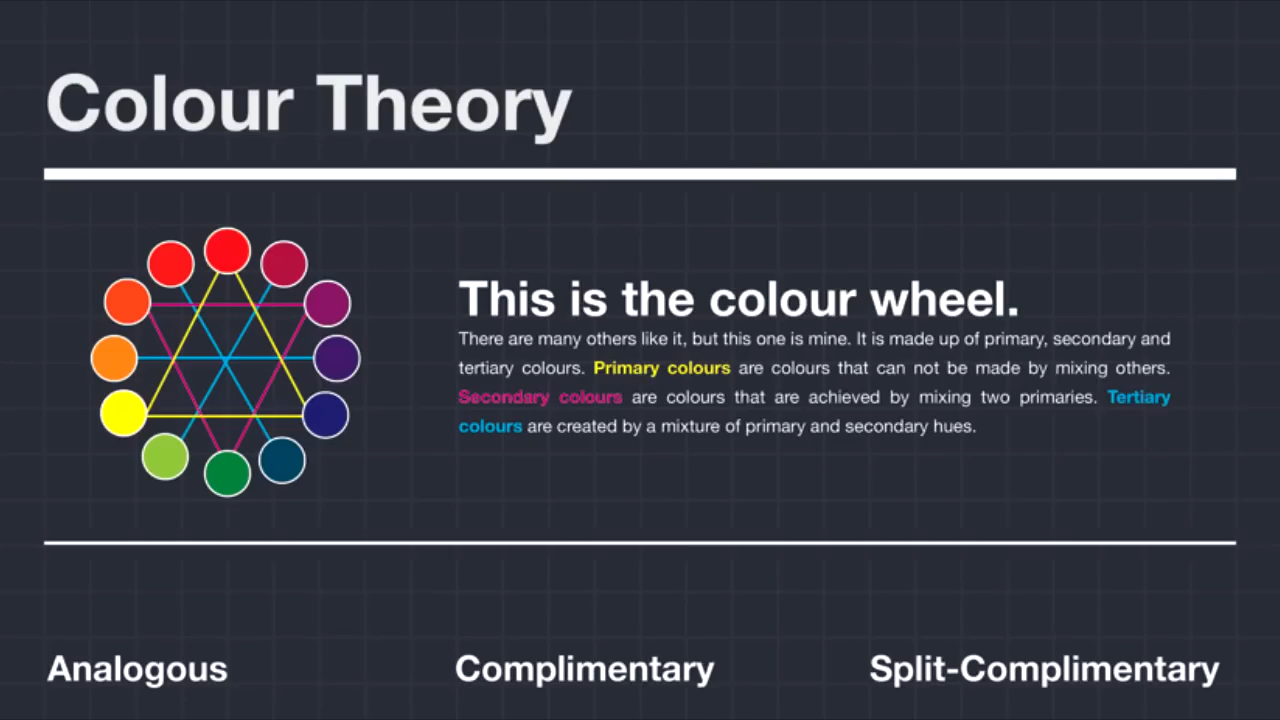 Colour Theory
This is the colour wheel.
There are many others like it, but this one is mine. It is made up of primary, secondary and
tertiary colours. Primary colours are colours that can not be made by mixing others.
Secondary colours are colours that are achieved by mixing two primaries. Tertiary
colours are created by a mixture of primary and secondary hues.
Analogous
Complimentary
Split-Complimentary